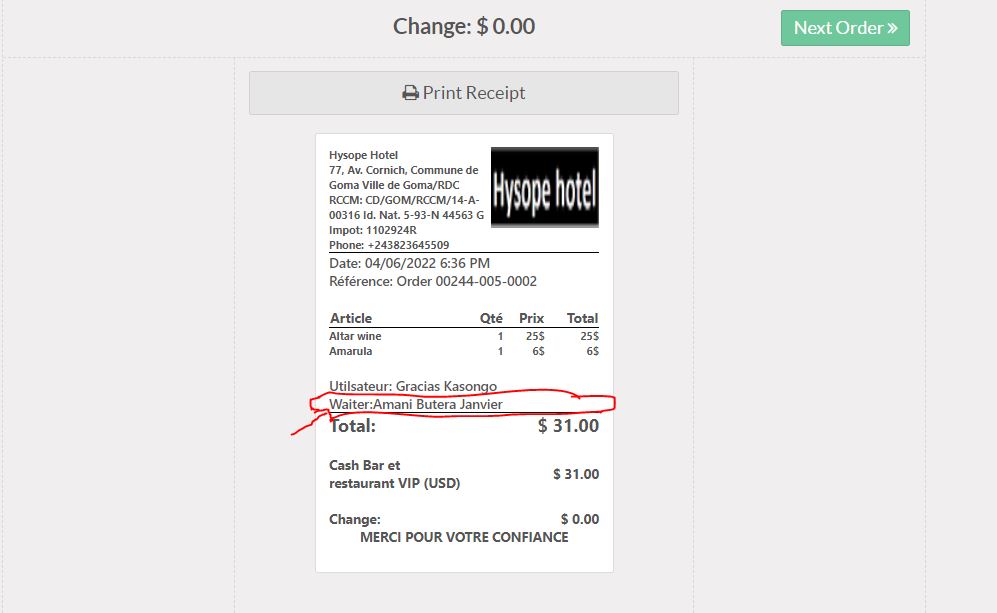 Change: $ 0.00
Next Order »
Print Receipt
Hysope Hotel
77, Av. Cornich, Commune de
Goma Ville de Goma/RDC
RCCM: CD/GOM/RCCM/14-A-
00316 Id. Nat. 5-93-N 44563 G
Impot: 1102924R
Phone: +243823645509
Hysope hotel
Date: 04/06/2022 6:36 PM
Référence: Order 00244-005-0002
Article Qté Prix Total
Altar wine 1 25$ 25$
Amarula 1 6$ 6$
Utilsateur: Gracias Kasongo
Waiter:Amani Butera Janvier
Total: $ 31.00
Cash Bar et
restaurant VIP (USD) $ 31.00
Change: $ 0.00
MERCI POUR VOTRE CONFIANCE